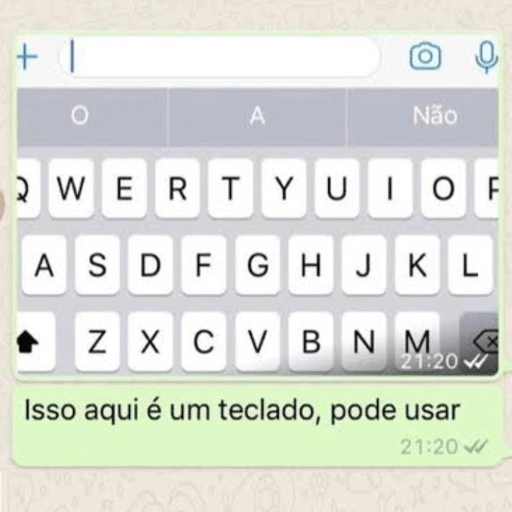 O A Não
Q W E R T Y U I O P
A S D F G H J K L
Z X C V B N M
21:20
Isso aqui é um teclado, pode usar
21:20